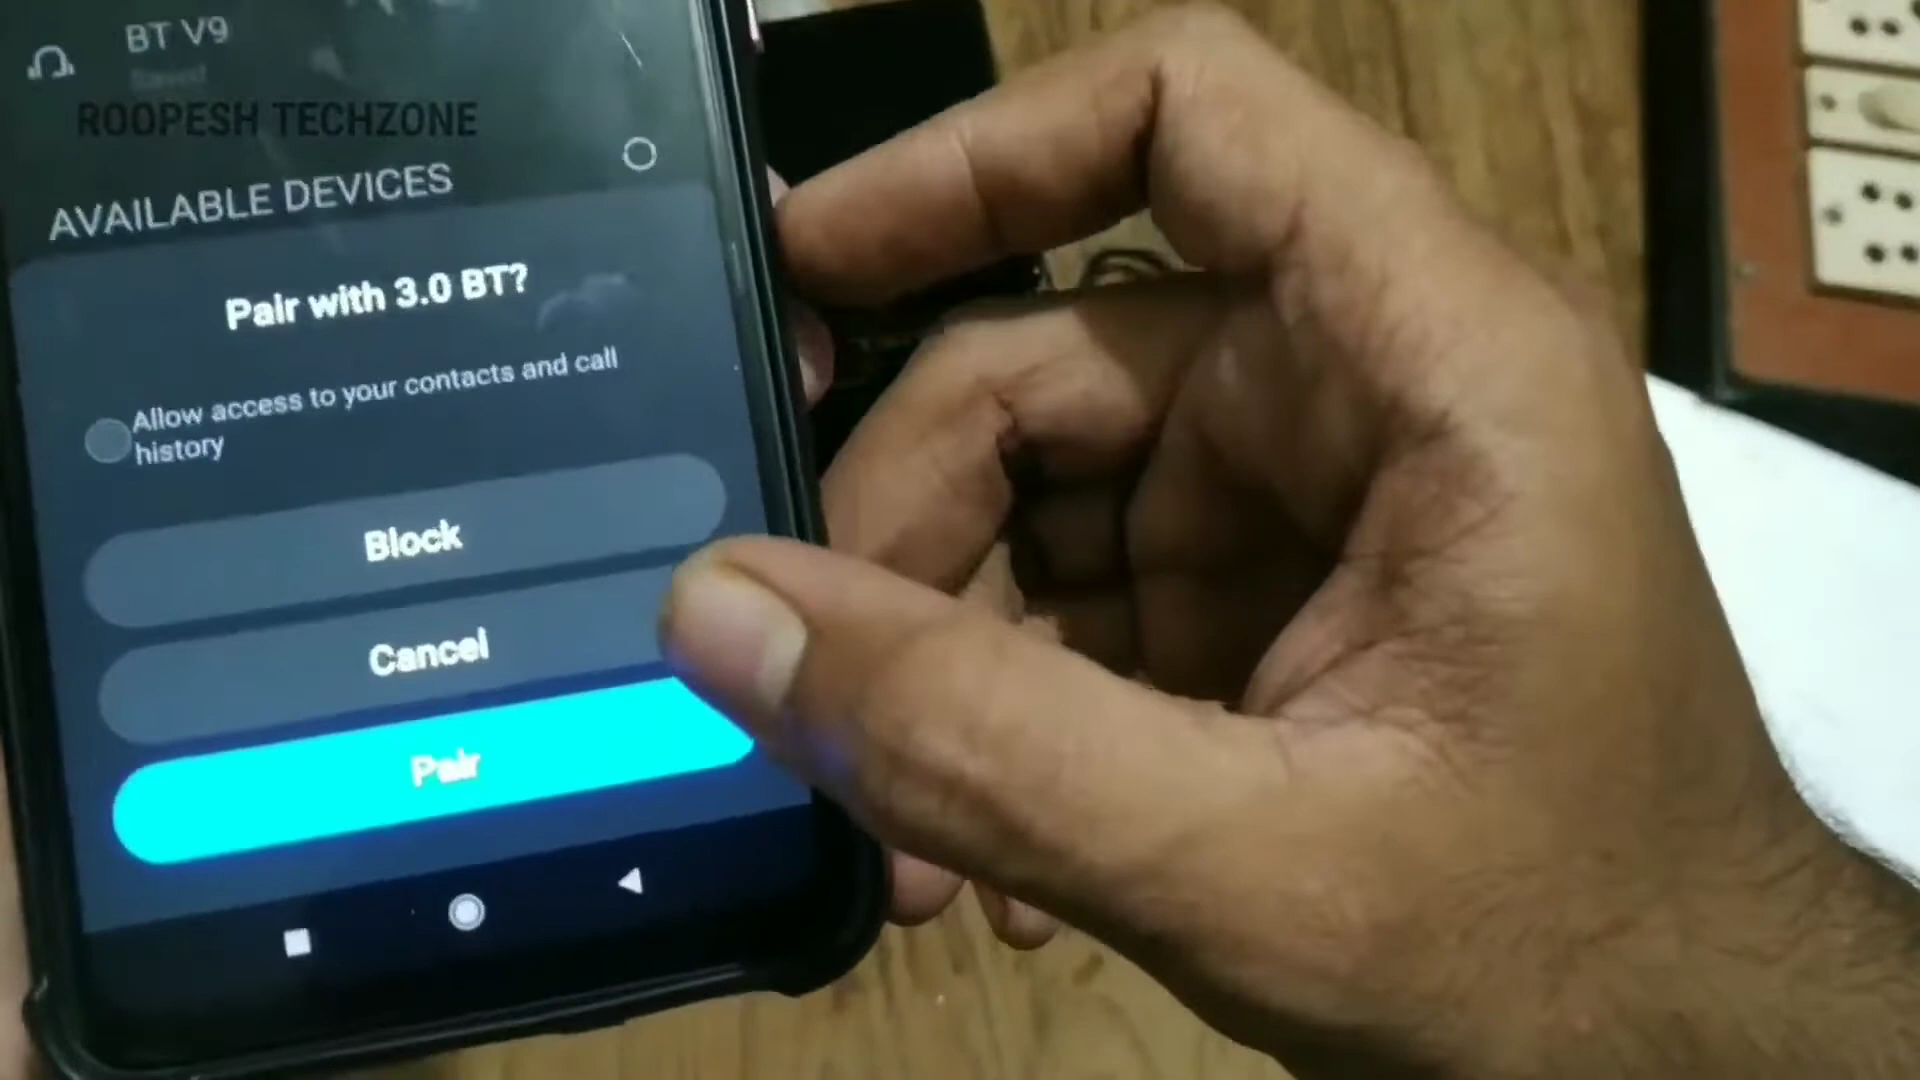 BT V9
Saved
ROOPESH TECHZONE
AVAILABLE DEVICES
Pair with 3.0 BT?
Allow access to your contacts and call
history
Block
Cancel
Pair